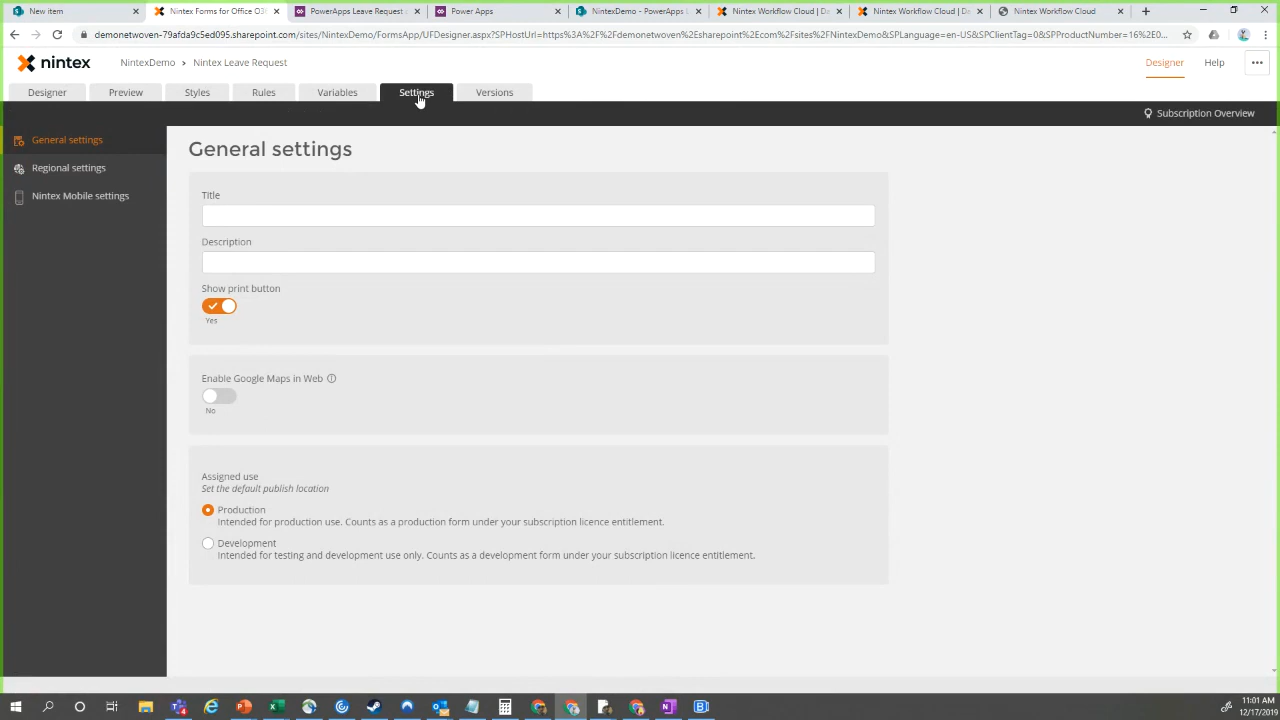 New item
Nintex Forms for Office O3
PowerApps Leave Request
Power Apps
NintexDemo - PowerApps L
Nintex Workflow Cloud | Da
Nintex Workflow Cloud | Da
Nintex Workflow Cloud
demonetwoven-79afda9c5ed095.sharepoint.com/sites/NintexDemo/FormsApp/UFDesigner.aspx?SPHostUrl=https%3A%2F%2Fdemonetwoven%2Esharepoint%2Ecom%2Fsites%2FNintexDemo&SPLanguage=en-US&SPClientTag=0&SPProductNumber=16%2E0...
nintex
NintexDemo > Nintex Leave Request
Designer
Help
Designer
Preview
Styles
Rules
Variables
Settings
Versions
Subscription Overview
General settings
Regional settings
Nintex Mobile settings
General settings
Title
Description
Show print button
Yes
Enable Google Maps in Web
No
Assigned use
Set the default publish location
Production
Intended for production use. Counts as a production form under your subscription licence entitlement.
Development
Intended for testing and development use only. Counts as a development form under your subscription licence entitlement.
11:01 AM
12/17/2019